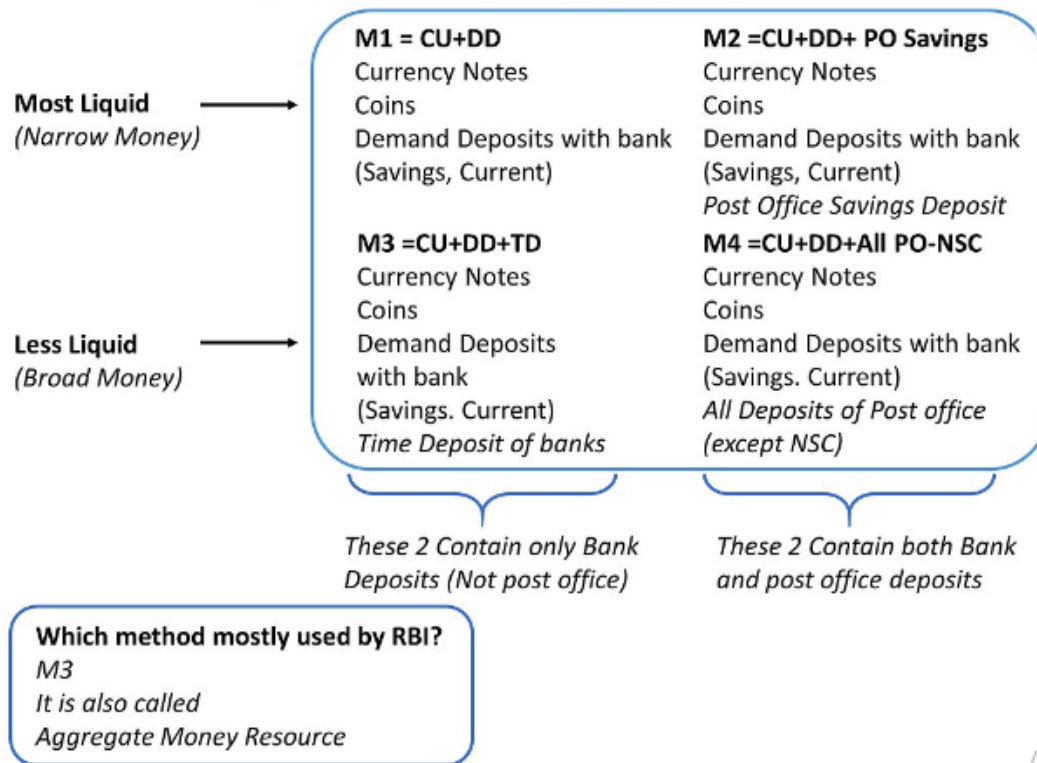 M1 = CU+DD
Currency Notes
Coins
Demand Deposits with bank
(Savings, Current)
M2 =CU+DD+ PO Savings
Currency Notes
Coins
Demand Deposits with bank
(Savings, Current)
Post Office Savings Deposit
Most Liquid
(Narrow Money)
M3 =CU+DD+TD
Currency Notes
Coins
Demand Deposits
with bank
(Savings. Current)
Time Deposit of banks
M4 =CU+DD+All PO-NSC
Currency Notes
Coins
Demand Deposits with bank
(Savings. Current)
All Deposits of Post office
(except NSC)
Less Liquid
(Broad Money)
These 2 Contain only Bank
Deposits (Not post office)
These 2 Contain both Bank
and post office deposits
Which method mostly used by RBI?
M3
It is also called
Aggregate Money Resource